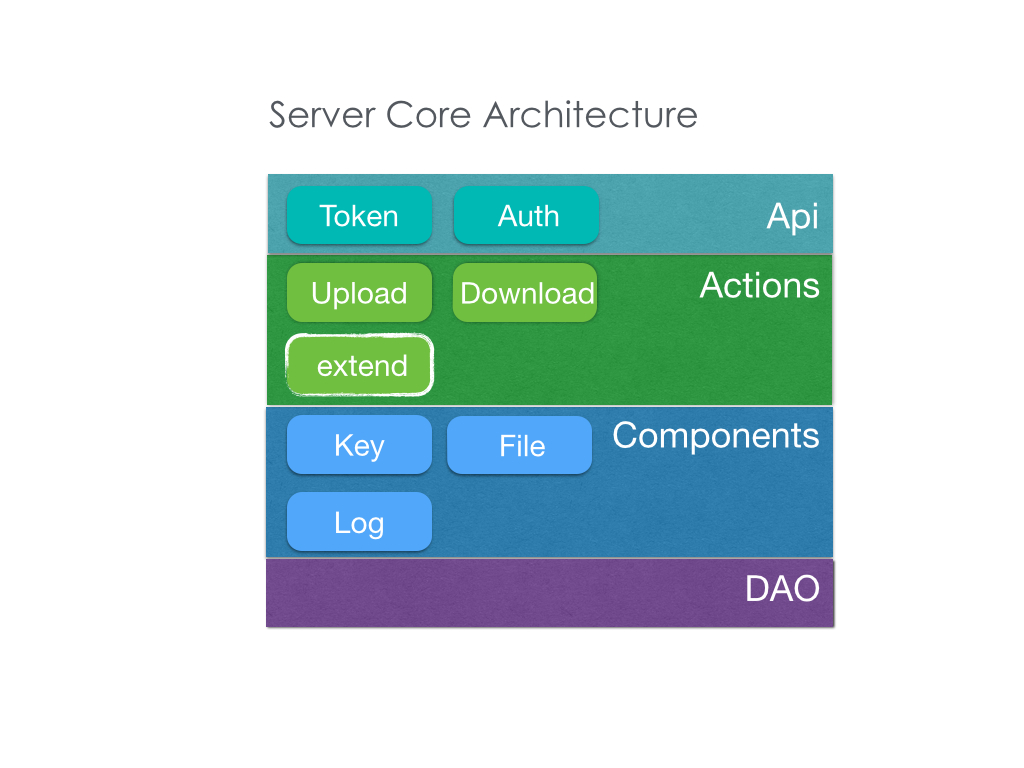 Server Core Architecture
Token Auth Api
Upload Download Actions
extend
Key File Components
Log
DAO